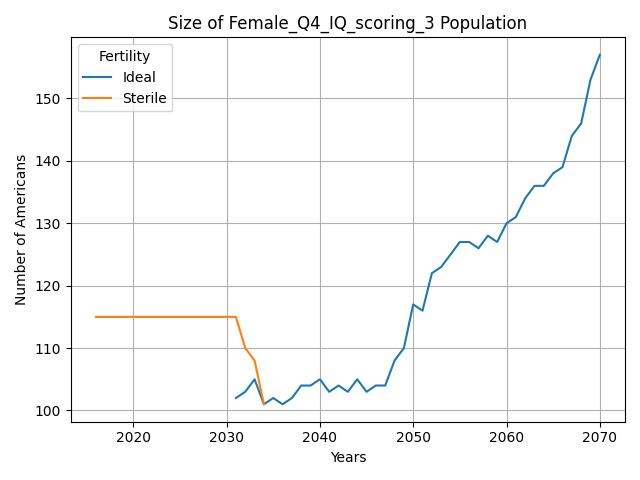 Size of Female_Q4_IQ_scoring_3 Population
Fertility
Ideal
Sterile
Number of Americans
150
140
130
120
110
100
2020
2030
2040
2050
2060
2070
Years